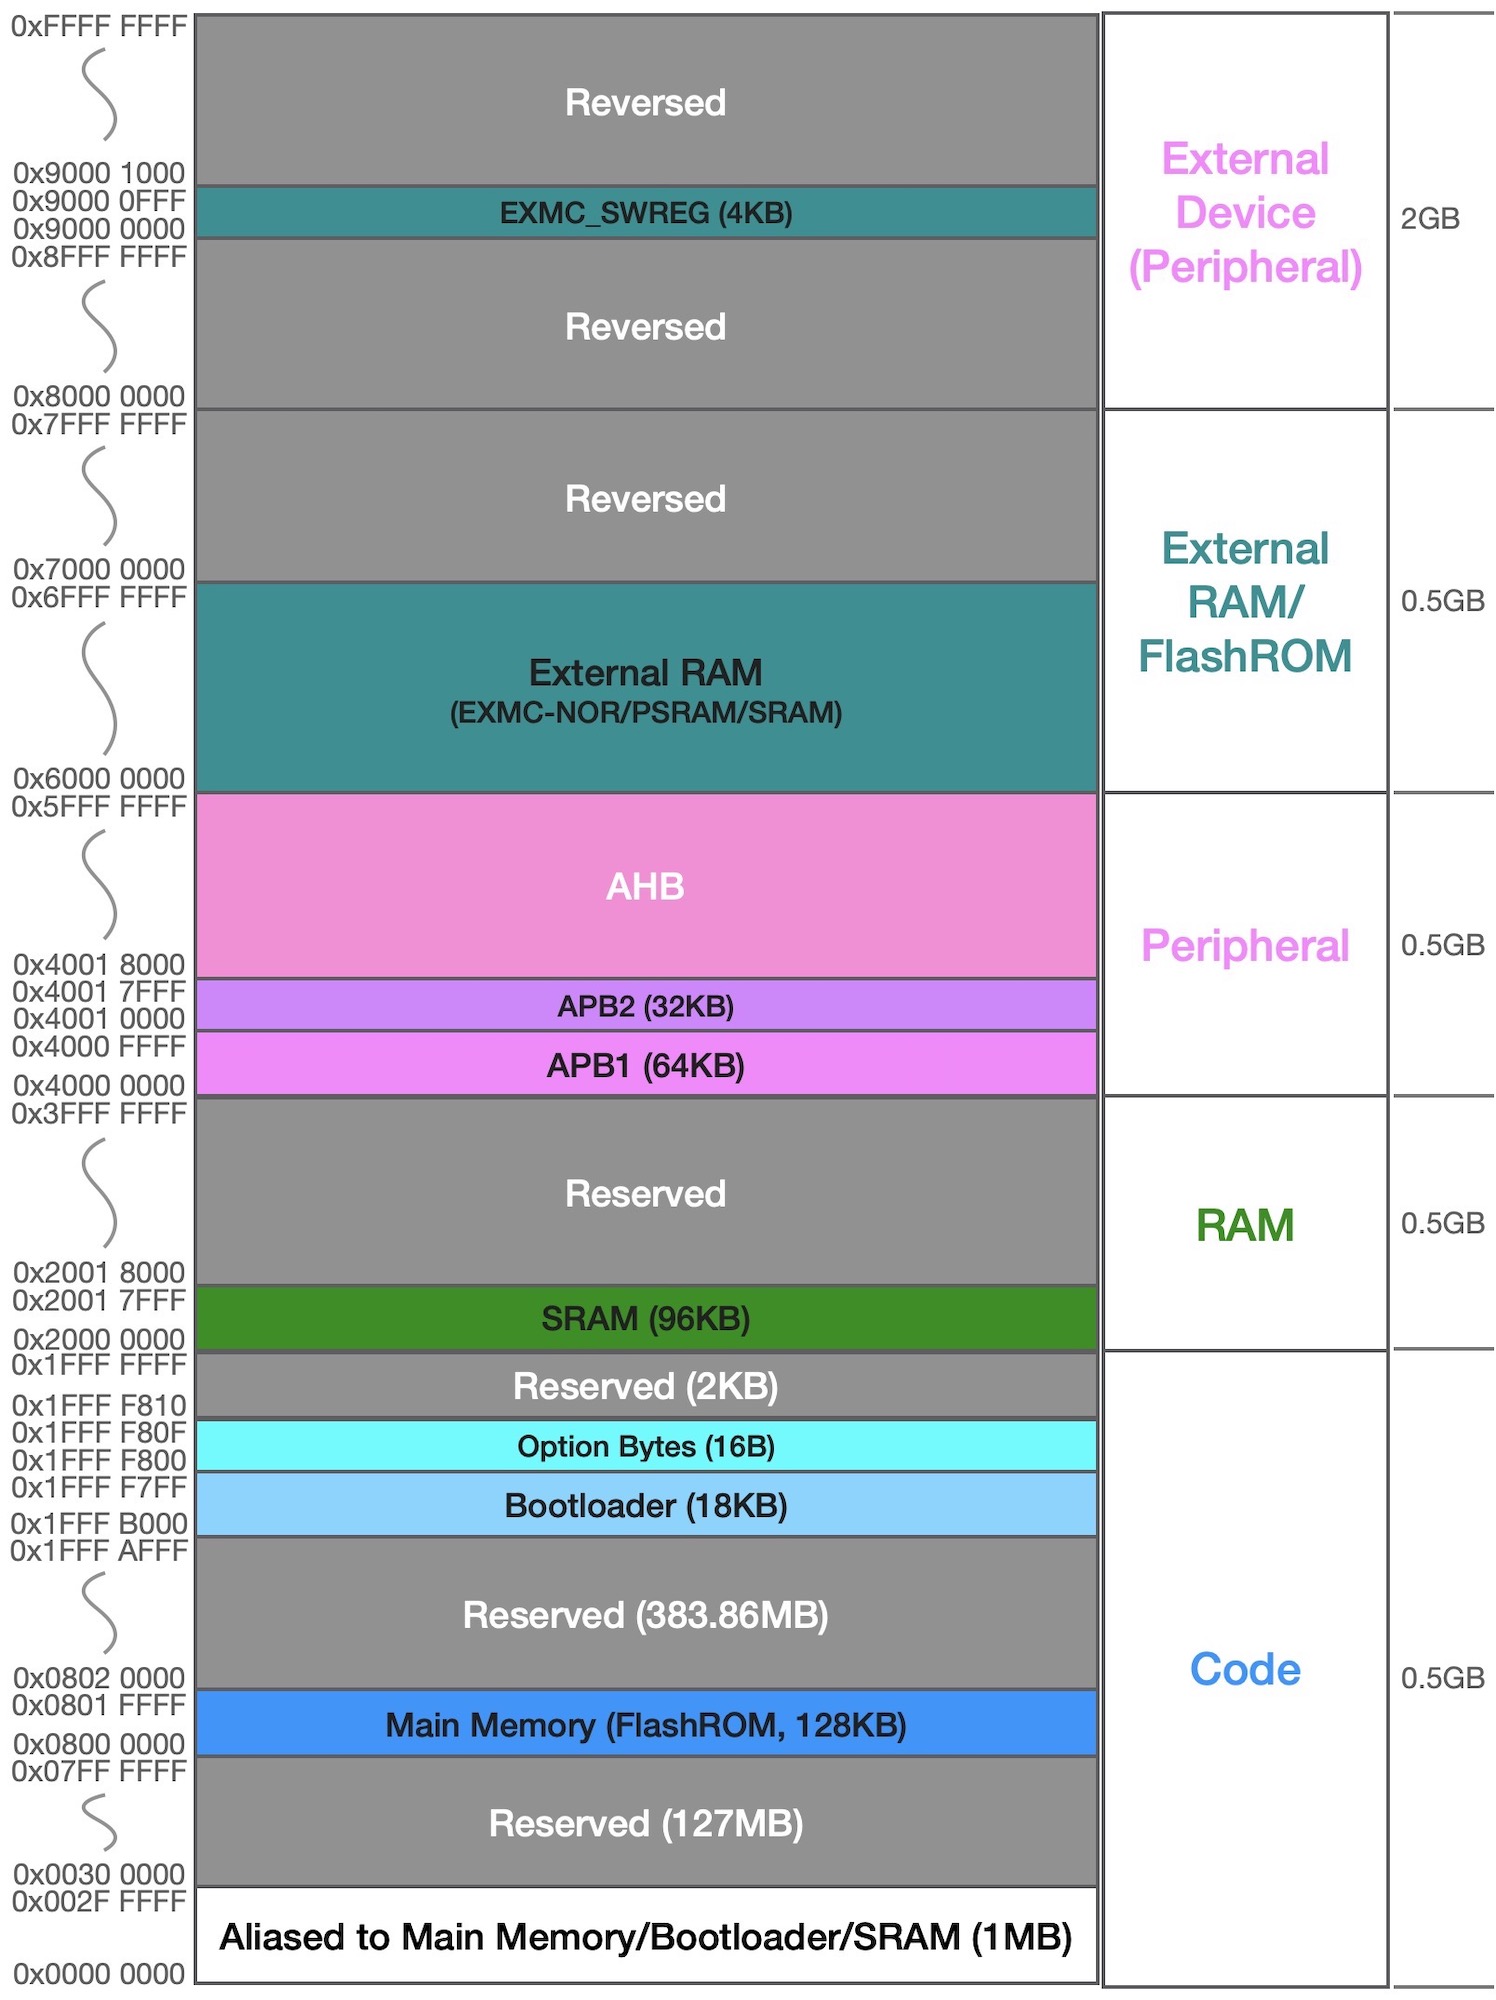 0xFFFF FFFF
Reversed
0x9000 1000
0x9000 0FFF
EXMC_SWREG (4KB)
0x9000 0000
0x8FFF FFFF
Reversed
0x8000 0000
External
Device
(Peripheral)
2GB
0x7FFF FFFF
Reversed
0x7000 0000
0x6FFF FFFF
External RAM
(EXMC-NOR/PSRAM/SRAM)
0x6000 0000
External
RAM/
FlashROM
0.5GB
0x5FFF FFFF
AHB
0x4001 8000
0x4001 7FFF
APB2 (32KB)
0x4001 0000
0x4000 FFFF
APB1 (64KB)
0x4000 0000
Peripheral
0.5GB
0x3FFF FFFF
Reserved
0x2001 8000
0x2001 7FFF
SRAM (96KB)
0x2000 0000
RAM
0.5GB
0x1FFF FFFF
Reserved (2KB)
0x1FFF F810
0x1FFF F80F
Option Bytes (16B)
0x1FFF F800
0x1FFF F7FF
Bootloader (18KB)
0x1FFF B000
0x1FFF AFFF
Reserved (383.86MB)
0x0802 0000
0x0801 FFFF
Main Memory (FlashROM, 128KB)
0x0800 0000
0x07FF FFFF
Reserved (127MB)
0x0030 0000
0x002F FFFF
Aliased to Main Memory/Bootloader/SRAM (1MB)
0x0000 0000
Code
0.5GB